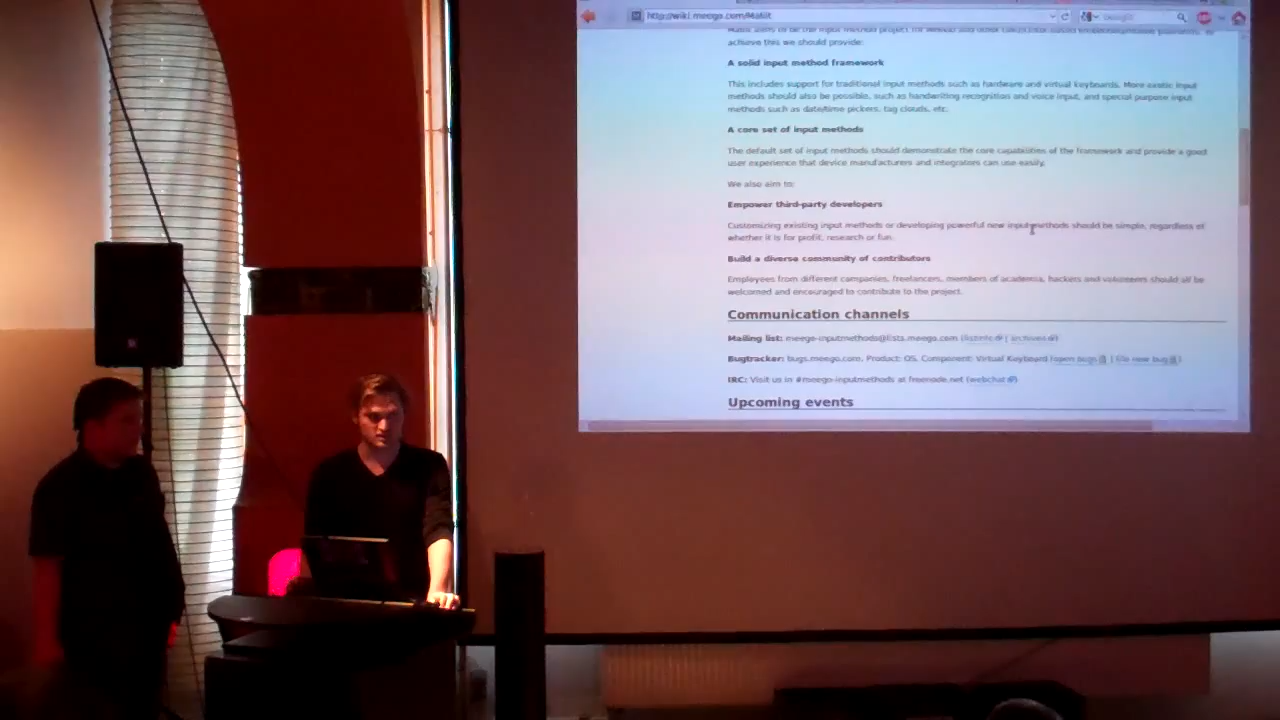 http://wiki.meego.com/Maliit
Google
achieve this we should provide:
A solid input method framework
This includes support for traditional input methods such as hardware and virtual keyboards. More exotic input
methods should also be possible, such as handwriting recognition and voice input, and special purpose input
methods such as date/time pickers, tag clouds, etc.
A core set of input methods
The default set of input methods should demonstrate the core capabilities of the framework and provide a good
user experience that device manufacturers and integrators can use easily.
We also aim to:
Empower third-party developers
Customizing existing input methods or developing powerful new input methods should be simple, regardless of
whether it is for profit, research or fun.
Build a diverse community of contributors
Employees from different companies, freelancers, members of academia, hackers and volunteers should all be
welcomed and encouraged to contribute to the project.
Communication channels
Mailing list: meego-inputmethods@lists.meego.com (listinfo | archives)
Bugtracker: bugs.meego.com, Product: OS, Component: Virtual Keyboard (open bugs | file new bug)
IRC: Visit us in #meego-inputmethods at freenode.net (webchat)
Upcoming events